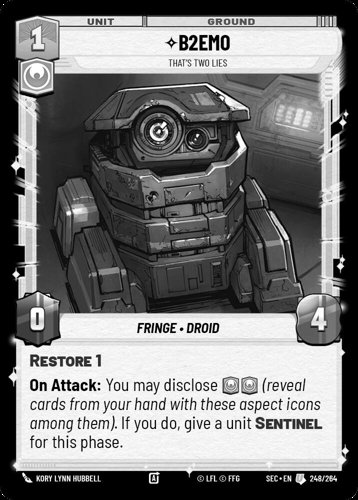 UNIT
GROUND
1
B2EMO
THAT'S TWO LIES
0
FRINGE • DROID
4
RESTORE 1
On Attack: You may disclose (reveal
cards from your hand with these aspect icons
among them). If you do, give a unit SENTINEL
for this phase.
KORY LYNN HUBBELL
A
© LFL © FFG
SEC • EN
248/264